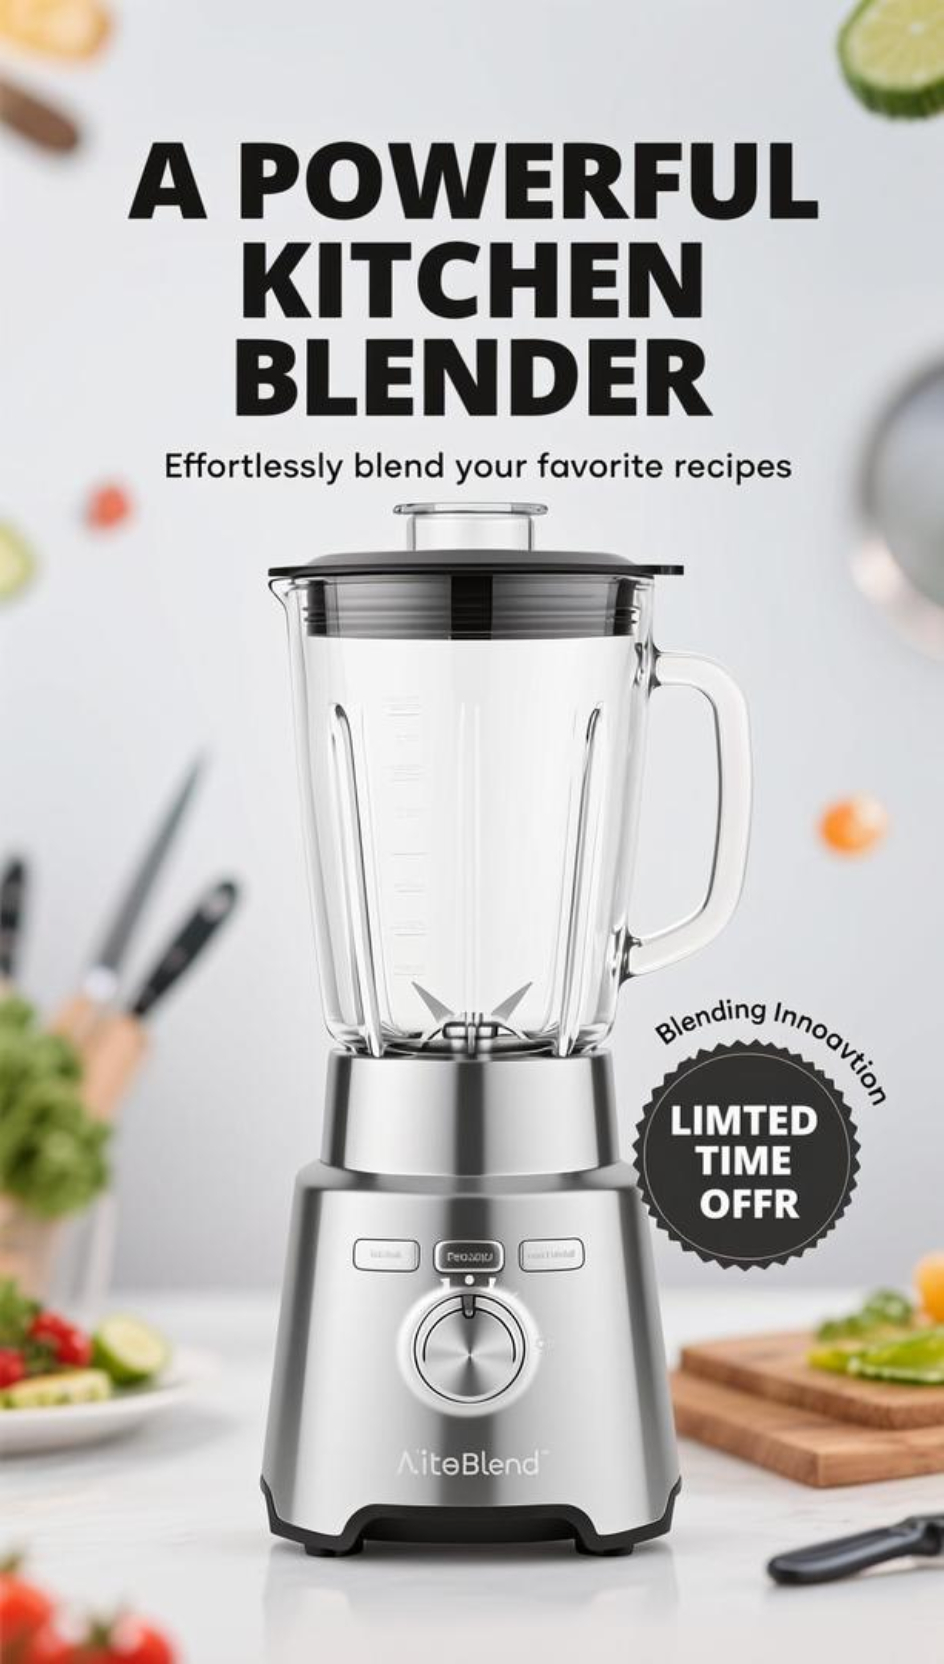 A POWERFUL
KITCHEN
BLENDER
Effortlessly blend your favorite recipes
Blending Innoavtion
LIMTED
TIME
OFFR
AiteBlend